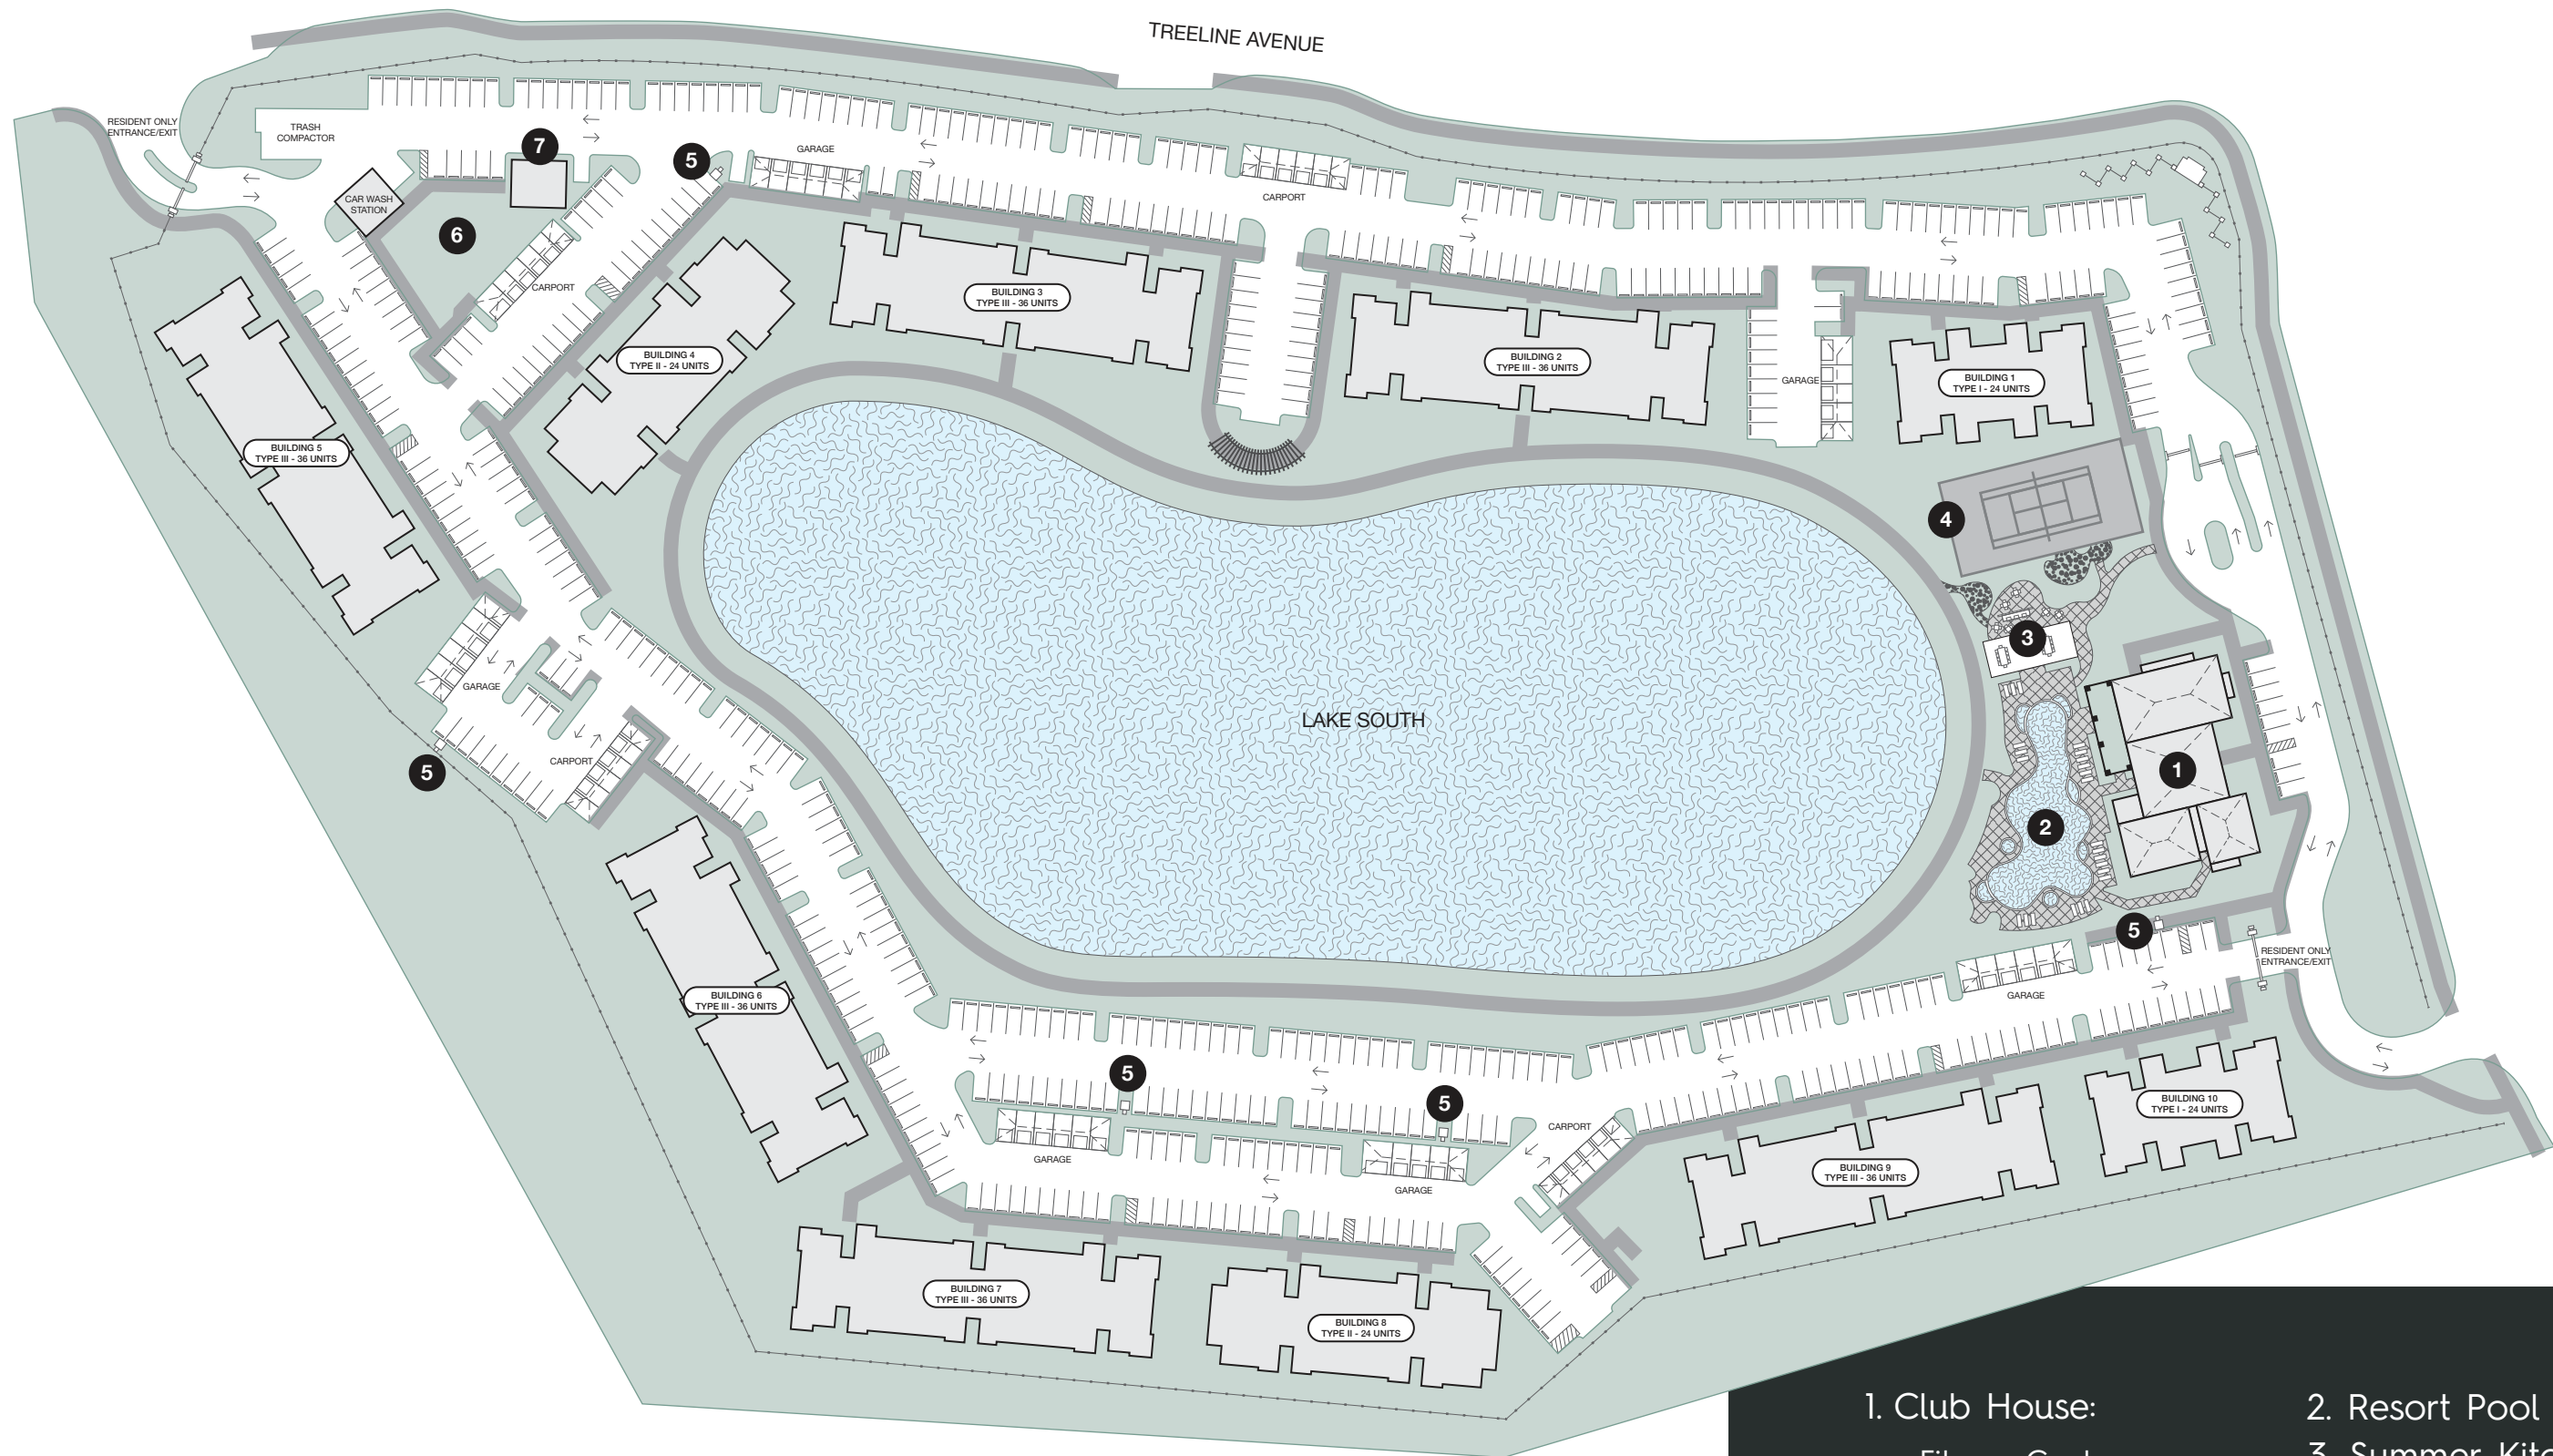 TREELINE AVENUE
RESIDENT ONLY
ENTRANCE/EXIT
TRASH
COMPACTOR
7
5
GARAGE
CARPORT
CAR WASH
STATION
6
CARPORT
BUILDING 3
TYPE III - 36 UNITS
BUILDING 4
TYPE II - 24 UNITS
BUILDING 2
TYPE III - 36 UNITS
GARAGE
BUILDING 1
TYPE I - 24 UNITS
BUILDING 5
TYPE III - 36 UNITS
4
3
GARAGE
LAKE SOUTH
CARPORT
5
1
2
5
RESIDENT ONLY
ENTRANCE/EXIT
GARAGE
BUILDING 6
TYPE III - 36 UNITS
5
5
CARPORT
GARAGE
GARAGE
BUILDING 10
TYPE I - 24 UNITS
BUILDING 9
TYPE III - 36 UNITS
BUILDING 7
TYPE III - 36 UNITS
BUILDING 8
TYPE II - 24 UNITS
1. Club House:
2. Resort Pool
3. Summer